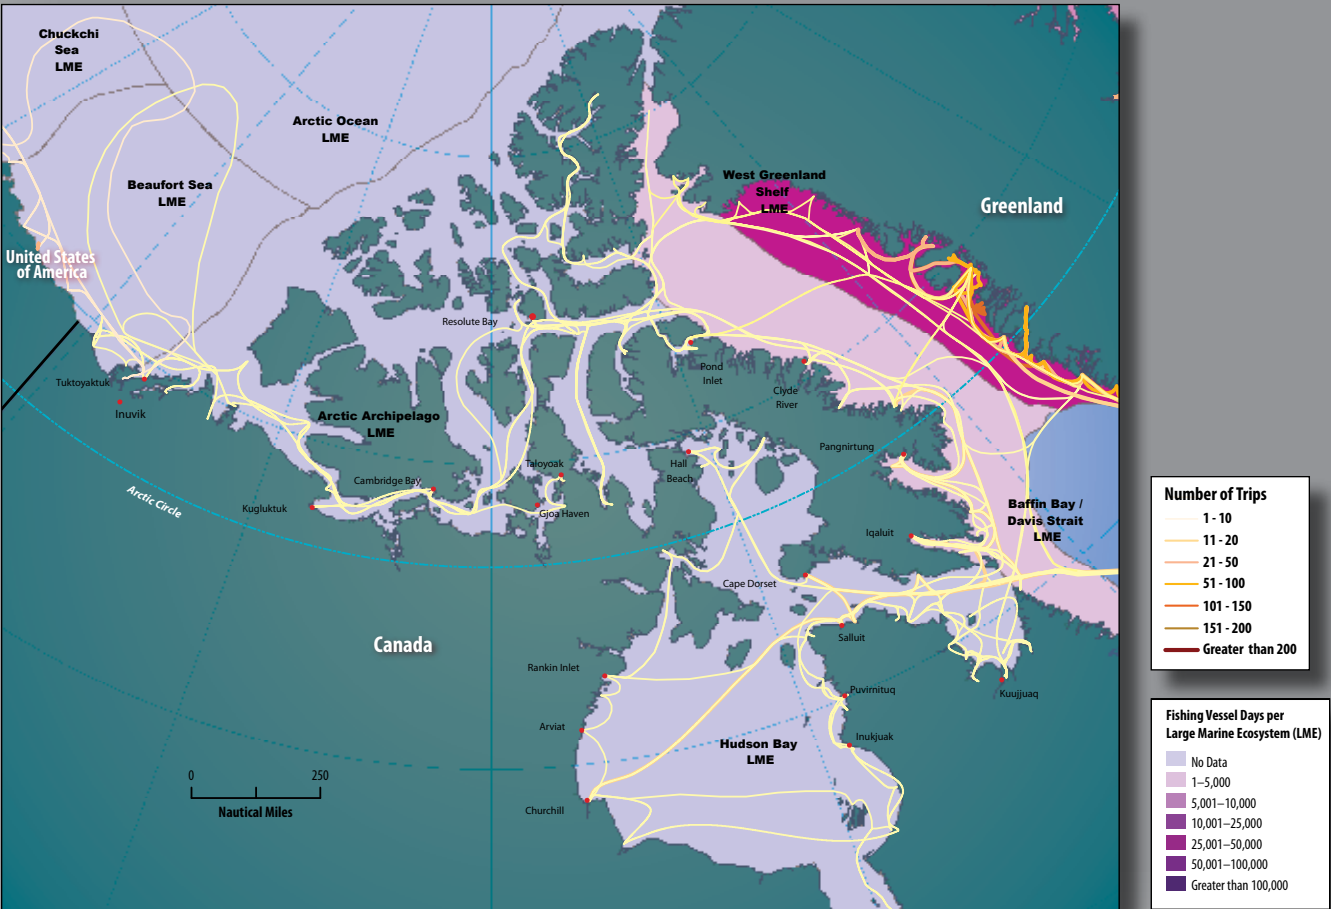 Chuckchi
Sea
LME
Arctic Ocean
LME
Beaufort Sea
LME
West Greenland
Shelf
LME
Greenland
United States
of America
Resolute Bay
Tuktoyaktuk
Inuvik
Pond
Inlet
Clyde
River
Arctic Archipelago
LME
Pangnirtung
Taloyoak
Hall
Beach
Cambridge Bay
Arctic Circle
Kugluktuk
Gjoa Haven
Baffin Bay /
Davis Strait
LME
Iqaluit
Cape Dorset
Canada
Salluit
Rankin Inlet
Puvirnituq
Kuujjuaq
Arviat
Inukjuak
Hudson Bay
LME
0 250
Nautical Miles
Churchill
Number of Trips
1 - 10
11 - 20
21 - 50
51 - 100
101 - 150
151 - 200
Greater than 200
Fishing Vessel Days per
Large Marine Ecosystem (LME)
No Data
1–5,000
5,001–10,000
10,001–25,000
25,001–50,000
50,001–100,000
Greater than 100,000